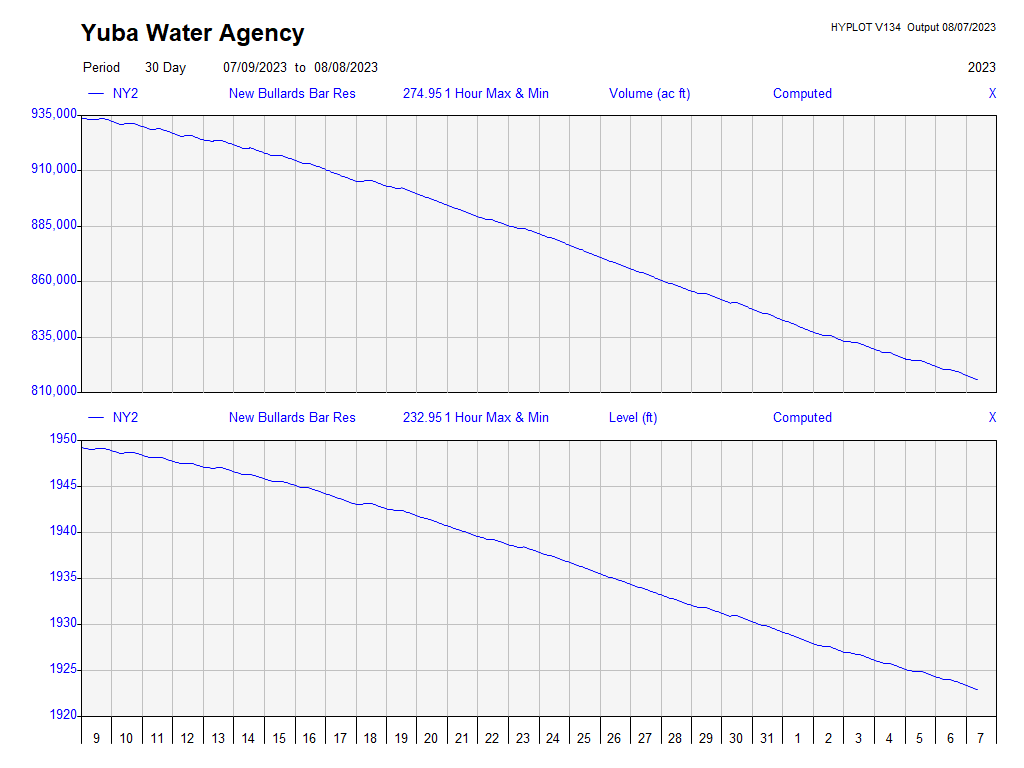 Yuba Water Agency
HYPLOT V134 Output 08/07/2023
Period 30 Day 07/09/2023 to 08/08/2023 2023
NY2 New Bullards Bar Res 274.95 1 Hour Max & Min Volume (ac ft) Computed X
935,000
910,000
885,000
860,000
835,000
810,000
NY2 New Bullards Bar Res 232.95 1 Hour Max & Min Level (ft) Computed X
1950
1945
1940
1935
1930
1925
1920
9 10 11 12 13 14 15 16 17 18 19 20 21 22 23 24 25 26 27 28 29 30 31 1 2 3 4 5 6 7